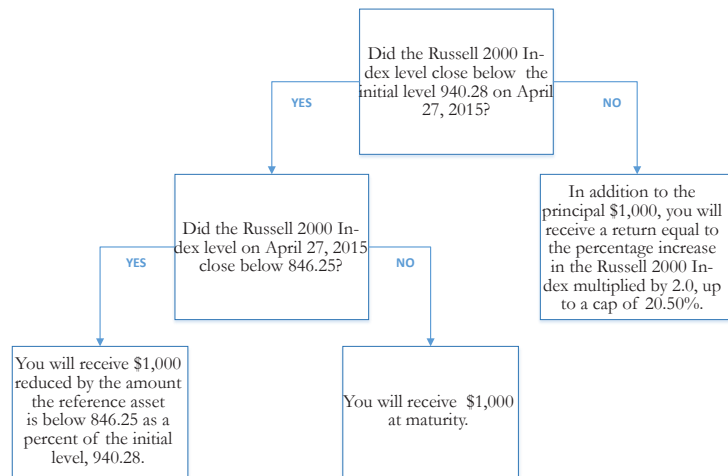 Did the Russell 2000 In-
dex level close below the
initial level 940.28 on April
27, 2015?
YES
NO
Did the Russell 2000 In-
dex level on April 27, 2015
close below 846.25?
In addition to the
principal $1,000, you will
receive a return equal to
the percentage increase
in the Russell 2000 In-
dex multiplied by 2.0, up
to a cap of 20.50%.
YES
NO
You will receive $1,000
reduced by the amount
the reference asset
is below 846.25 as a
percent of the initial
level, 940.28.
You will receive $1,000
at maturity.